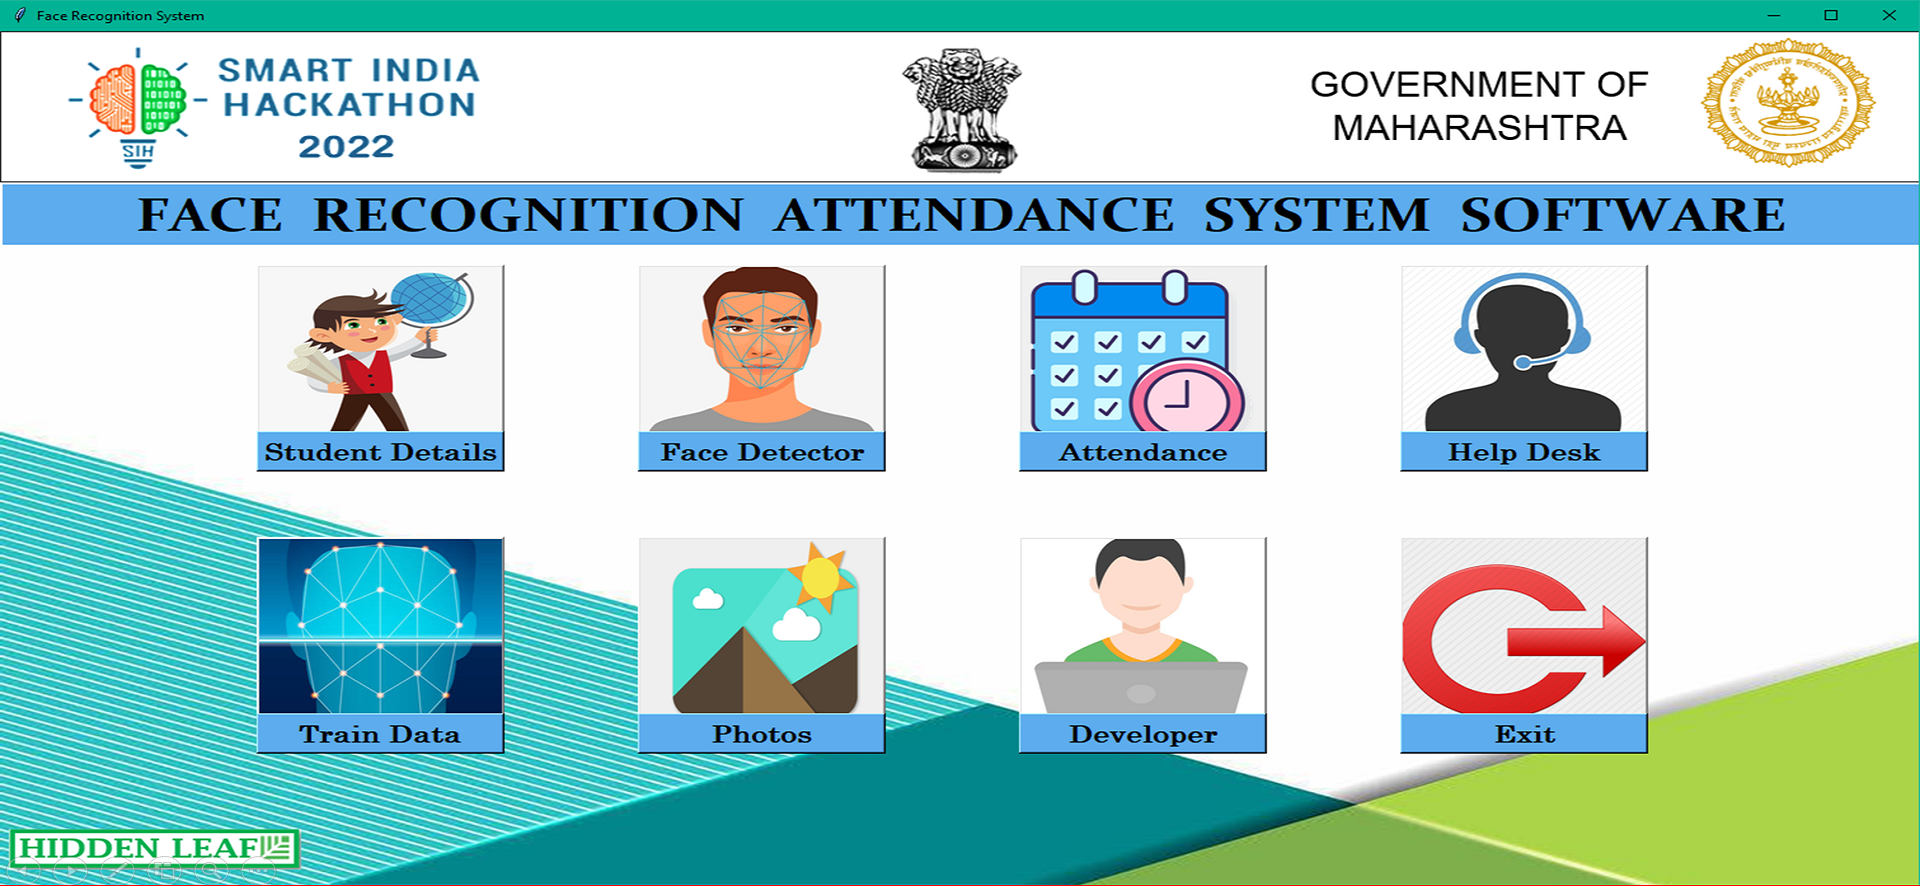 Face Recognition System
SMART INDIA
HACKATHON
2022
SIH
GOVERNMENT OF
MAHARASHTRA
FACE RECOGNITION ATTENDANCE SYSTEM SOFTWARE
Student Details
Face Detector
Attendance
Help Desk
Train Data
Photos
Developer
Exit
HIDDEN LEAF